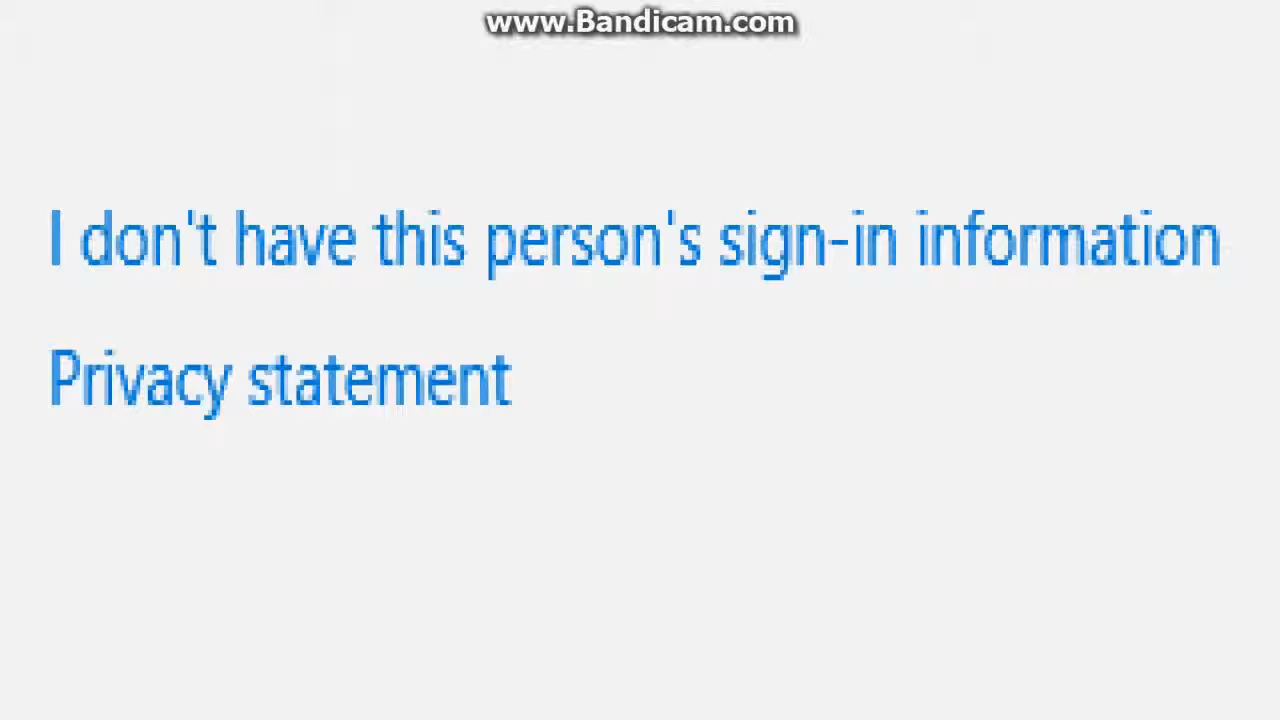 www.Bandicam.com
I don't have this person's sign-in information
Privacy statement